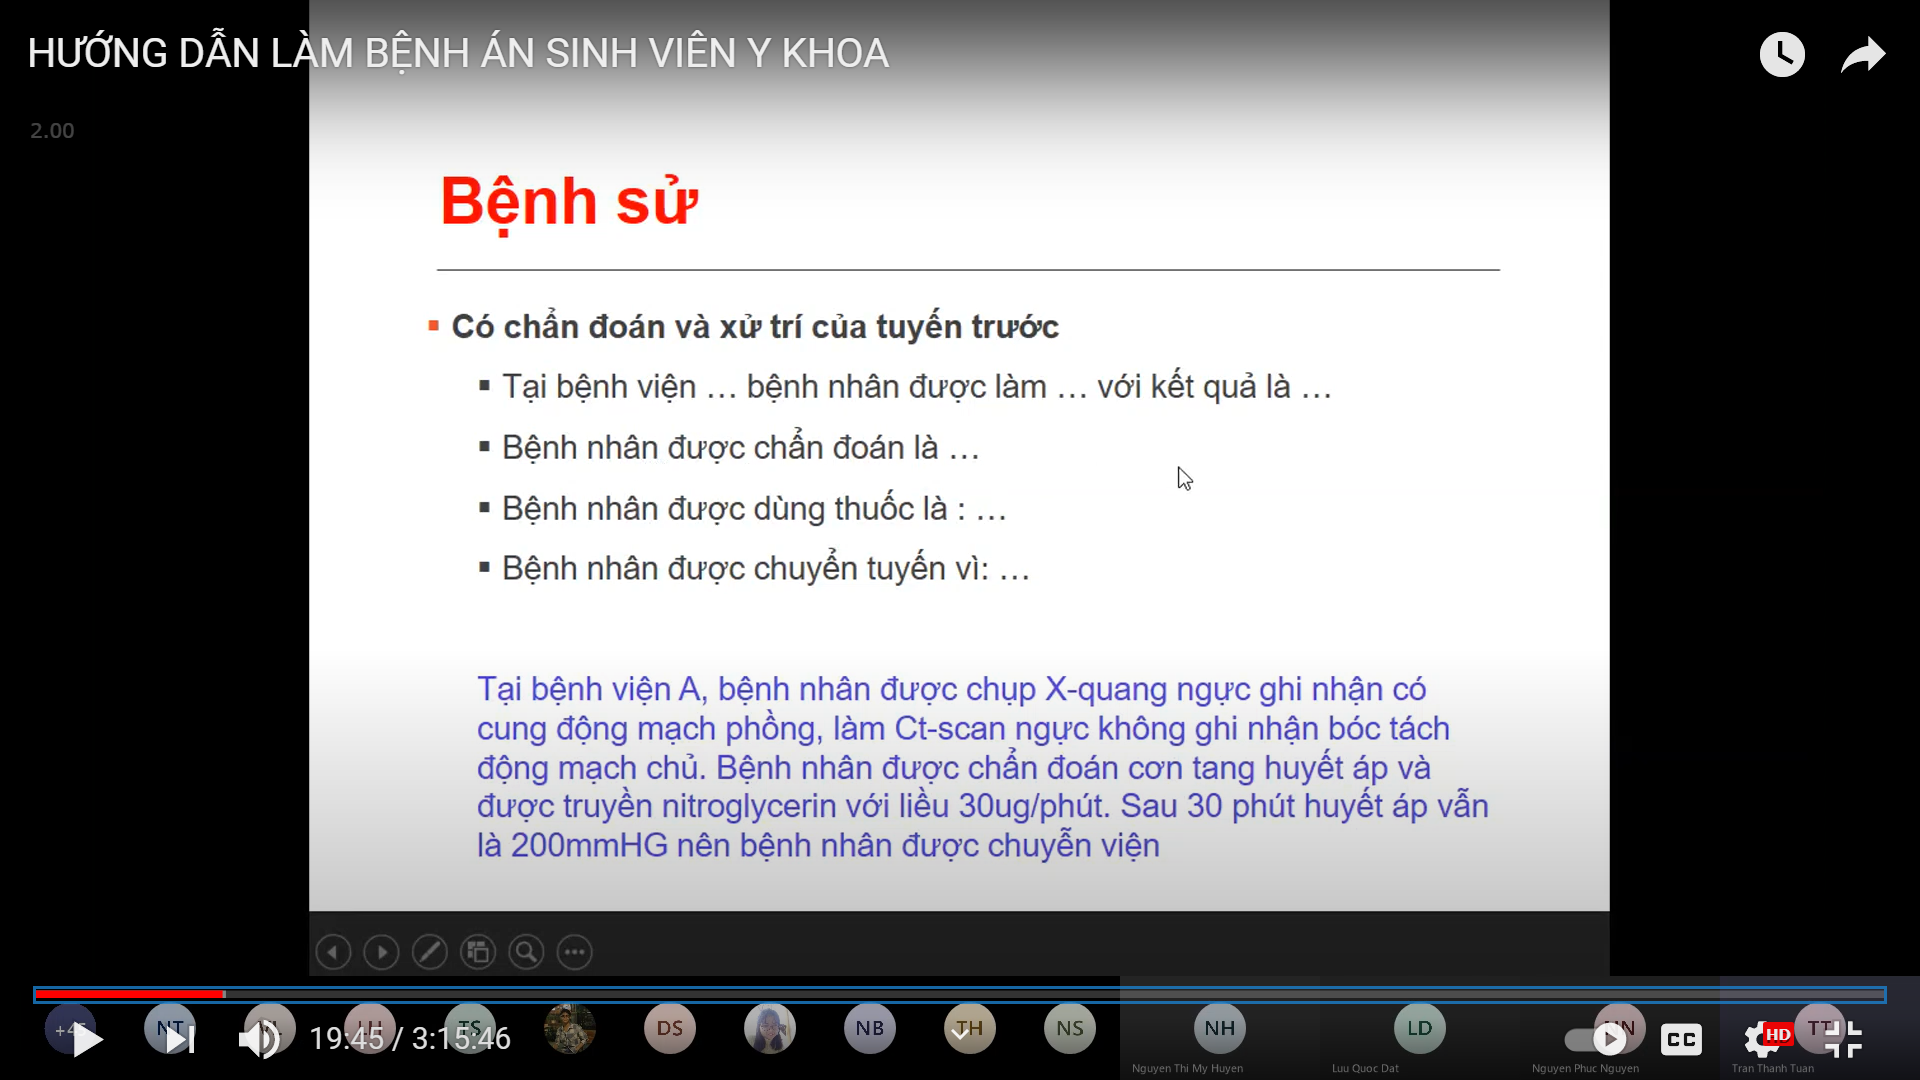 HƯỚNG DẪN LÀM BỆNH ÁN SINH VIÊN Y KHOA
2.00
Bệnh sử
Có chẩn đoán và xử trí của tuyến trước
Tại bệnh viện … bệnh nhân được làm … với kết quả là …
Bệnh nhân được chẩn đoán là …
Bệnh nhân được dùng thuốc là : …
Bệnh nhân được chuyển tuyến vì: …
Tại bệnh viện A, bệnh nhân được chụp X-quang ngực ghi nhận có
cung động mạch phồng, làm Ct-scan ngực không ghi nhận bóc tách
động mạch chủ. Bệnh nhân được chẩn đoán cơn tang huyết áp và
được truyền nitroglycerin với liều 30ug/phút. Sau 30 phút huyết áp vẫn
là 200mmHG nên bệnh nhân được chuyễn viện
NT
LH
TS
DS
NB
TH
NS
NH
LD
TT
19:45 / 3:15:46
CC
HD
Nguyen Thi My Huyen
Luu Quoc Dat
Nguyen Phuc Nguyen
Tran Thanh Tuan